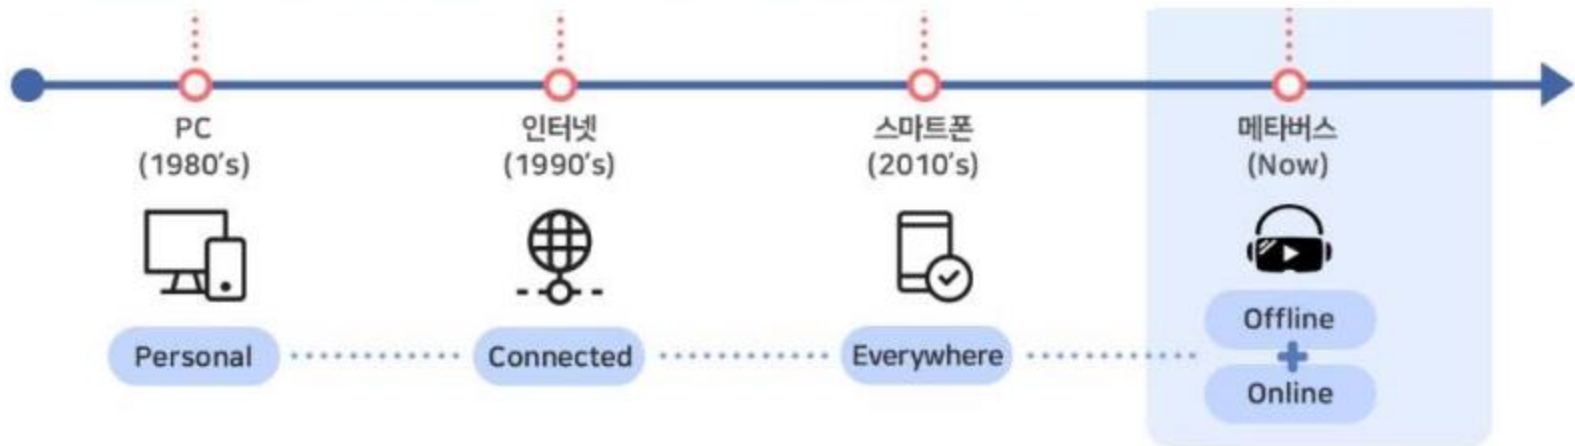 PC
(1980's)
인터넷
(1990's)
스마트폰
(2010's)
메타버스
(Now)
Personal
Connected
Everywhere
Offline
+
Online